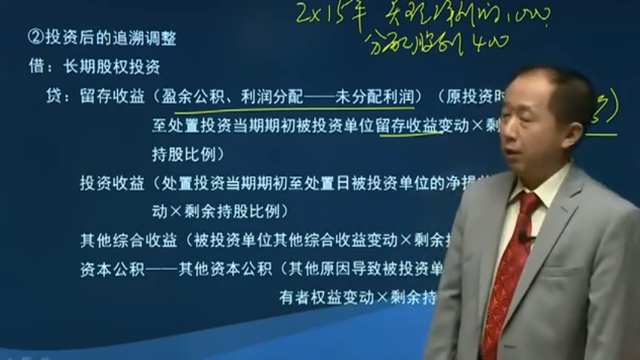 2×15年 实现净利润1000
分配股利400
②投资后的追溯调整
借：长期股权投资
贷：留存收益（盈余公积、利润分配——未分配利润）（原投资时
至处置投资当期期初被投资单位留存收益变动×剩余
持股比例）
投资收益（处置投资当期期初至处置日被投资单位的净损
动×剩余持股比例）
其他综合收益（被投资单位其他综合收益变动×剩余
资本公积——其他资本公积（其他原因导致被投资单
有者权益变动×剩余持